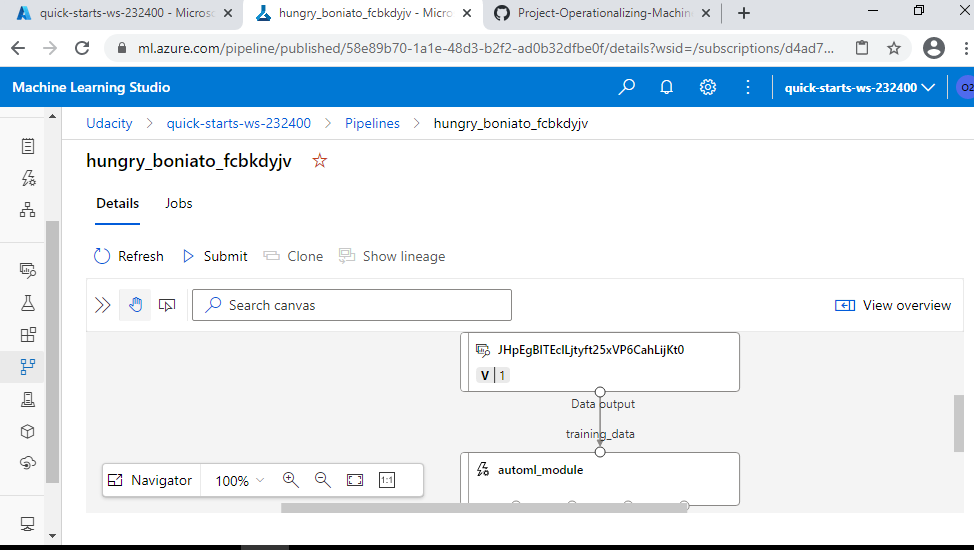 quick-starts-ws-232400 - Microso
hungry_boniato_fcbkdyjv - Micro
Project-Operationalizing-Machin
ml.azure.com/pipeline/published/58e89b70-1a1e-48d3-b2f2-ad0b32dfbe0f/details?wsid=/subscriptions/d4ad7...
Machine Learning Studio
quick-starts-ws-232400
OZ
Udacity > quick-starts-ws-232400 > Pipelines > hungry_boniato_fcbkdyjv
hungry_boniato_fcbkdyjv
Details Jobs
Refresh Submit Clone Show lineage
Search canvas
View overview
JHpEgBlTEclLjtyft25xVP6CahLijKt0
V 1
Data output
training_data
automl_module
Navigator 100% 1:1